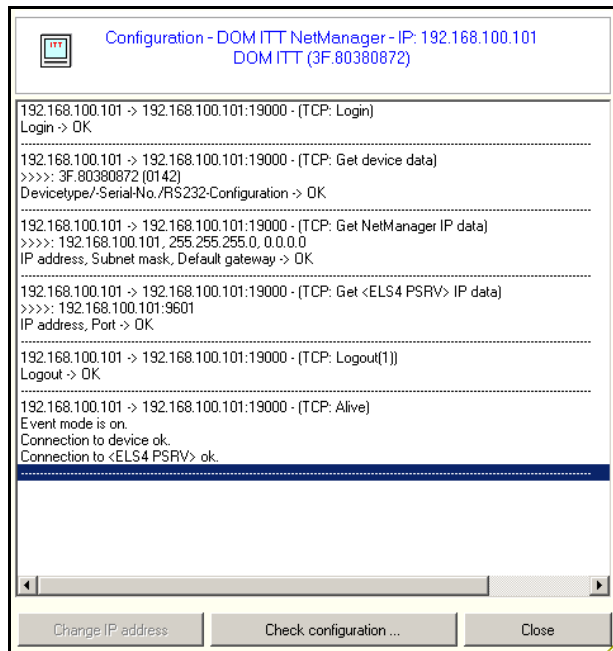 ITT
Configuration - DOM ITT NetManager - IP: 192.168.100.101
DOM ITT (3F.80380872)
192.168.100.101 -> 192.168.100.101:19000 - (TCP: Login)
Login -> OK
192.168.100.101 -> 192.168.100.101:19000 - (TCP: Get device data)
>>>>: 3F.80380872 (0142)
Devicetype/-Serial-No./RS232-Configuration -> OK
192.168.100.101 -> 192.168.100.101:19000 - (TCP: Get NetManager IP data)
>>>>: 192.168.100.101, 255.255.255.0, 0.0.0.0
IP address, Subnet mask, Default gateway -> OK
192.168.100.101 -> 192.168.100.101:19000 - (TCP: Get <ELS4 PSRV> IP data)
>>>>: 192.168.100.101:9601
IP address, Port -> OK
192.168.100.101 -> 192.168.100.101:19000 - (TCP: Logout(1))
Logout -> OK
192.168.100.101 -> 192.168.100.101:19000 - (TCP: Alive)
Event mode is on.
Connection to device ok.
Connection to <ELS4 PSRV> ok.
Change IP address Check configuration ... Close